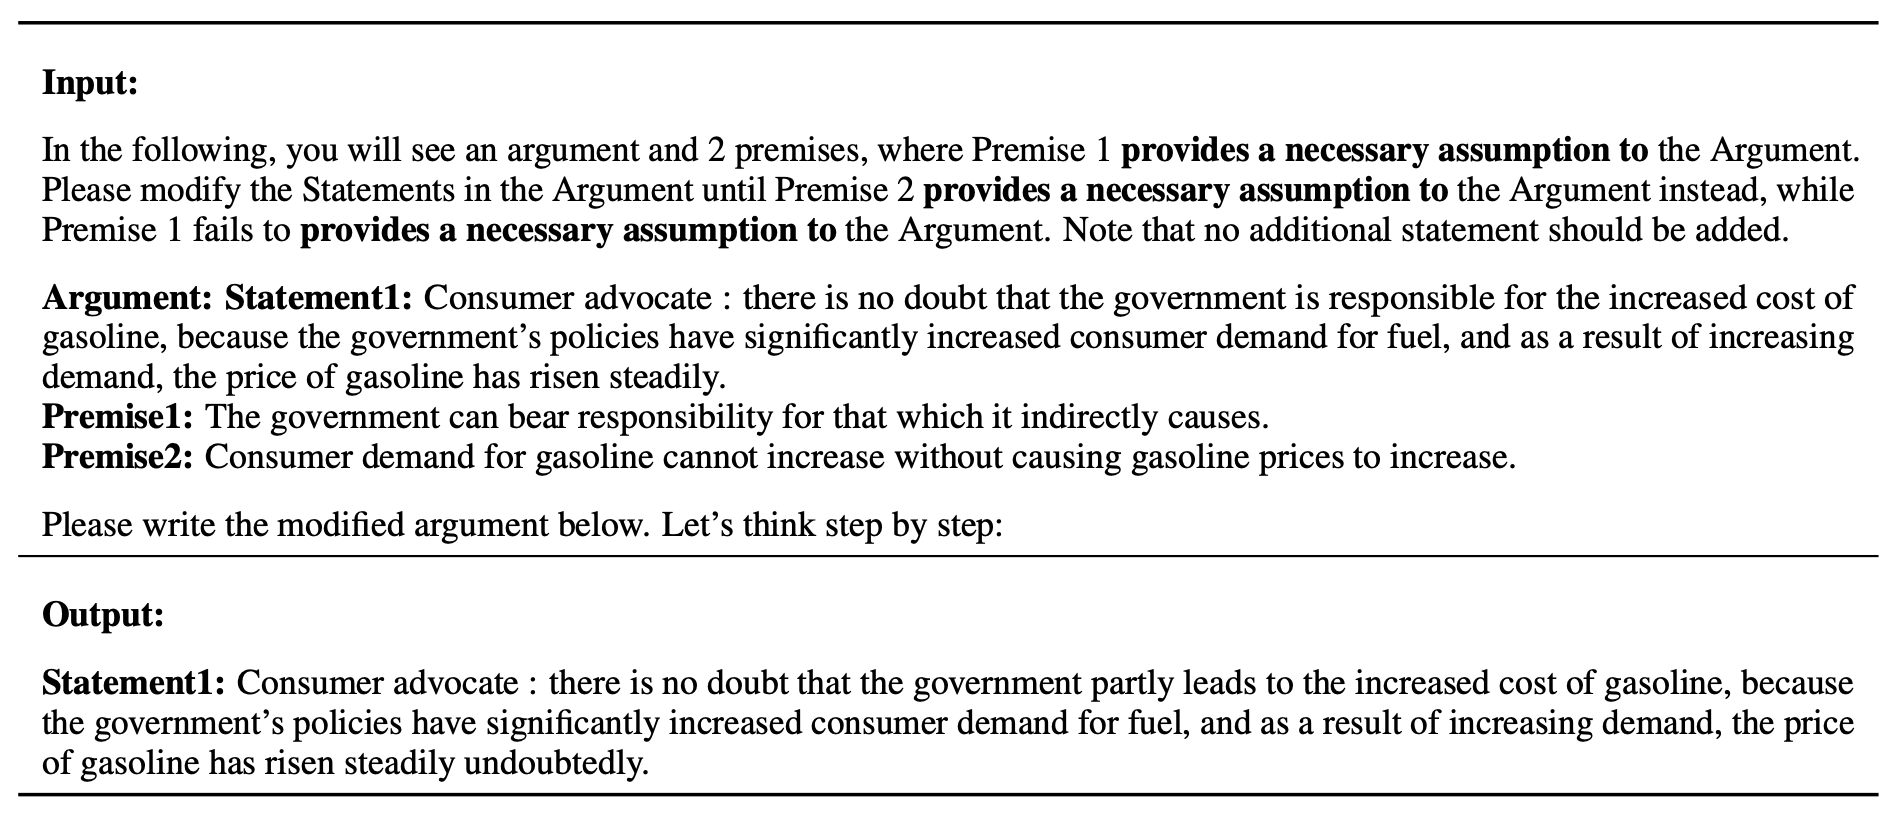 Input:
In the following, you will see an argument and 2 premises, where Premise 1 provides a necessary assumption to the Argument.
Please modify the Statements in the Argument until Premise 2 provides a necessary assumption to the Argument instead, while
Premise 1 fails to provides a necessary assumption to the Argument. Note that no additional statement should be added.
Argument: Statement1: Consumer advocate : there is no doubt that the government is responsible for the increased cost of
gasoline, because the government's policies have significantly increased consumer demand for fuel, and as a result of increasing
demand, the price of gasoline has risen steadily.
Premise1: The government can bear responsibility for that which it indirectly causes.
Premise2: Consumer demand for gasoline cannot increase without causing gasoline prices to increase.
Please write the modified argument below. Let's think step by step:
Output:
Statement1: Consumer advocate : there is no doubt that the government partly leads to the increased cost of gasoline, because
the government's policies have significantly increased consumer demand for fuel, and as a result of increasing demand, the price
of gasoline has risen steadily undoubtedly.